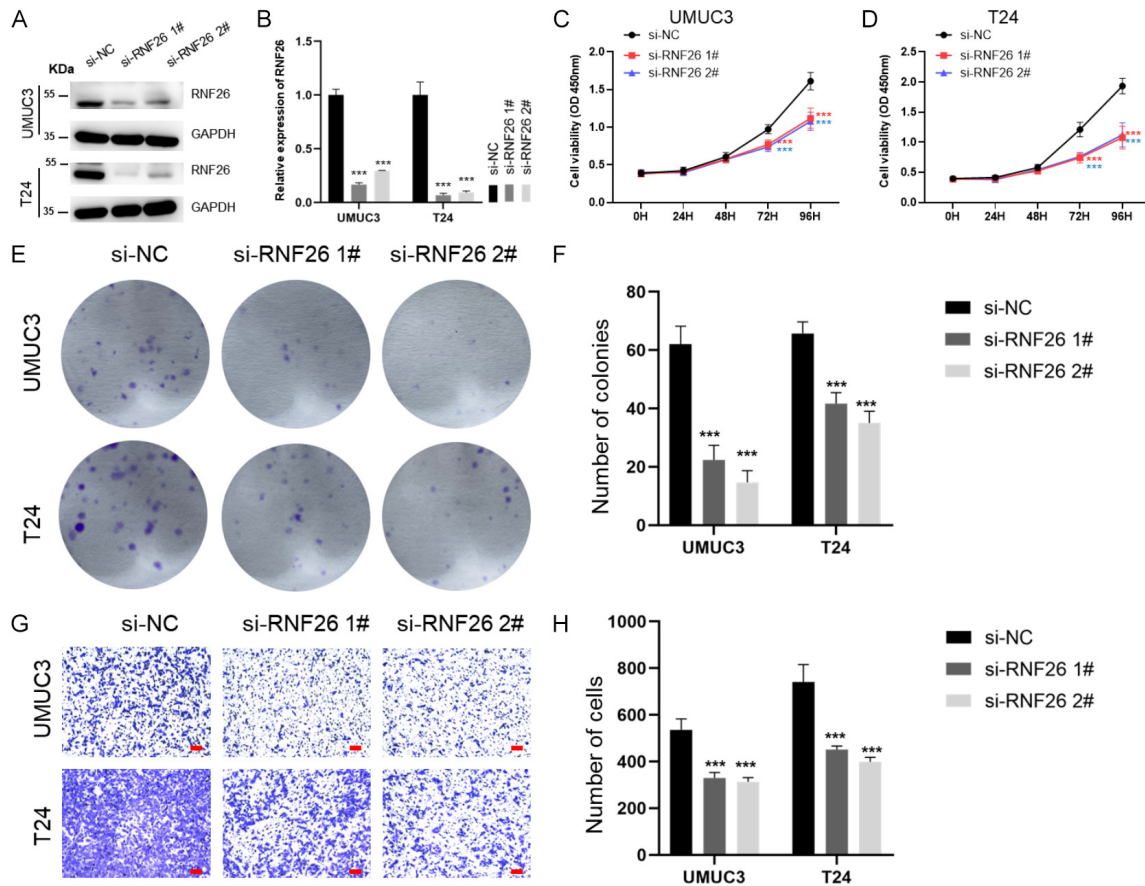 A
si-NC
si-RNF26 1#
si-RNF26 2#
KDa
UMUC3
55
RNF26
35
GAPDH
T24
55
RNF26
35
GAPDH
B
Relative expression of RNF26
1.5
1.0
0.5
0.0
*** ***
*** ***
UMUC3 T24
si-NC
si-RNF26 1#
si-RNF26 2#
C
UMUC3
si-NC
si-RNF26 1#
si-RNF26 2#
Cell viability (OD 450nm)
2.0
1.5
1.0
0.5
0.0
***
***
***
***
0H 24H 48H 72H 96H
D
T24
si-NC
si-RNF26 1#
si-RNF26 2#
Cell viability (OD 450nm)
2.5
2.0
1.5
1.0
0.5
0.0
***
***
***
***
0H 24H 48H 72H 96H
E
si-NC si-RNF26 1# si-RNF26 2#
UMUC3
T24
F
Number of colonies
80
60
40
20
0
*** ***
*** ***
UMUC3 T24
si-NC
si-RNF26 1#
si-RNF26 2#
G
si-NC si-RNF26 1# si-RNF26 2#
UMUC3
T24
H
Number of cells
1000
800
600
400
200
0
*** ***
*** ***
UMUC3 T24
si-NC
si-RNF26 1#
si-RNF26 2#